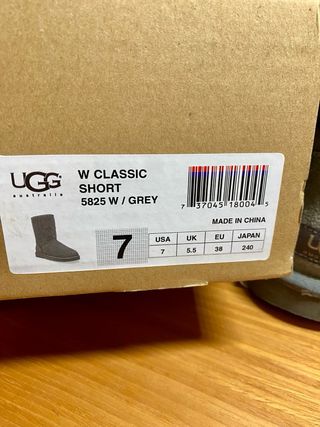 UGG
australia
W CLASSIC
SHORT
5825 W / GREY
7 37045 18004 5
MADE IN CHINA
7
USA UK EU JAPAN
7 5.5 38 240